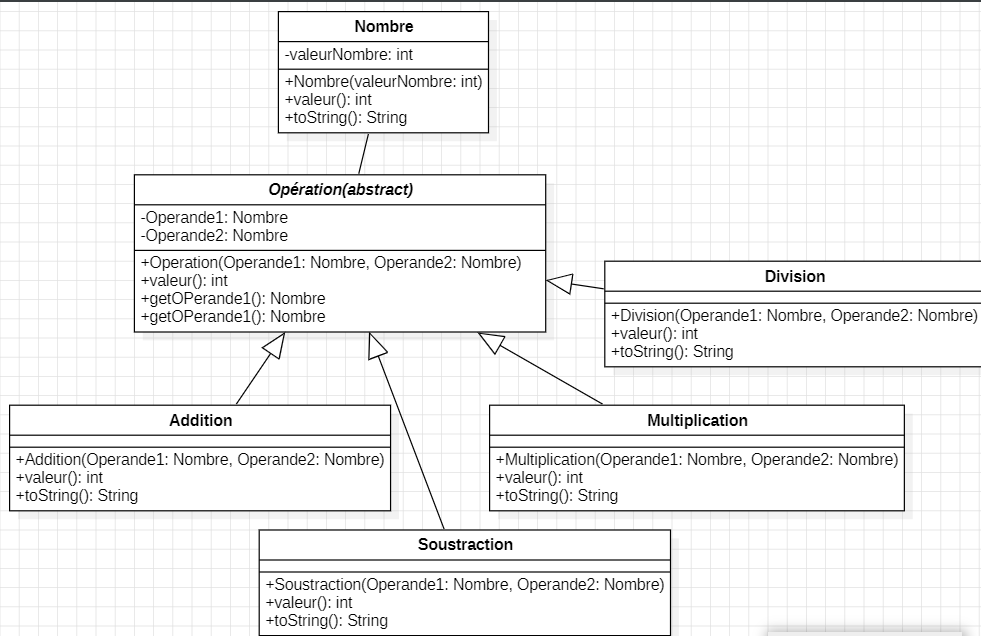 Nombre
-valeurNombre: int
+Nombre(valeurNombre: int)
+valeur(): int
+toString(): String
Opération(abstract)
-Operande1: Nombre
-Operande2: Nombre
+Operation(Operande1: Nombre, Operande2: Nombre)
+valeur(): int
+getOPerande1(): Nombre
+getOPerande1(): Nombre
Division
+Division(Operande1: Nombre, Operande2: Nombre)
+valeur(): int
+toString(): String
Addition
+Addition(Operande1: Nombre, Operande2: Nombre)
+valeur(): int
+toString(): String
Multiplication
+Multiplication(Operande1: Nombre, Operande2: Nombre)
+valeur(): int
+toString(): String
Soustraction
+Soustraction(Operande1: Nombre, Operande2: Nombre)
+valeur(): int
+toString(): String